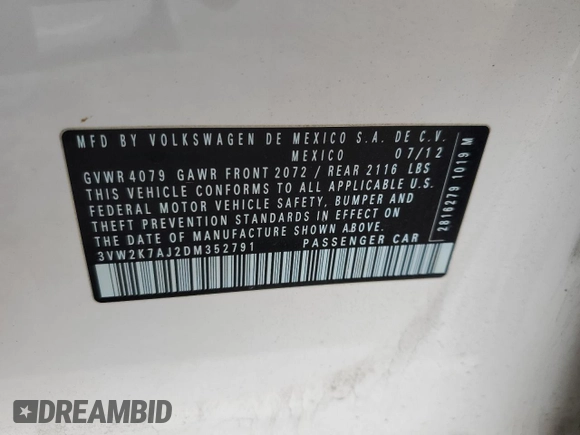 MFD BY VOLKSWAGEN DE MEXICO S.A. DE C.V.
MEXICO 07/12
GVWR 4079 GAWR FRONT 2072 / REAR 2116 LBS
THIS VEHICLE CONFORMS TO ALL APPLICABLE U.S.
FEDERAL MOTOR VEHICLE SAFETY, BUMPER AND
THEFT PREVENTION STANDARDS IN EFFECT ON
THE DATE OF MANUFACTURE SHOWN ABOVE.
3VW2K7AJ2DM352791 PASSENGER CAR
2816279 1019 M
DREAMBID